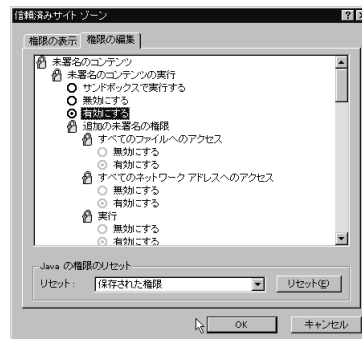 信頼済みサイト ゾーン
権限の表示 権限の編集
未署名のコンテンツ
未署名のコンテンツの実行
サンドボックスで実行する
無効にする
有効にする
追加の未署名の権限
すべてのファイルへのアクセス
無効にする
有効にする
すべてのネットワーク アドレスへのアクセス
無効にする
有効にする
実行
無効にする
有効にする
Java の権限のリセット
リセット: 保存された権限 リセット(E)
OK キャンセル